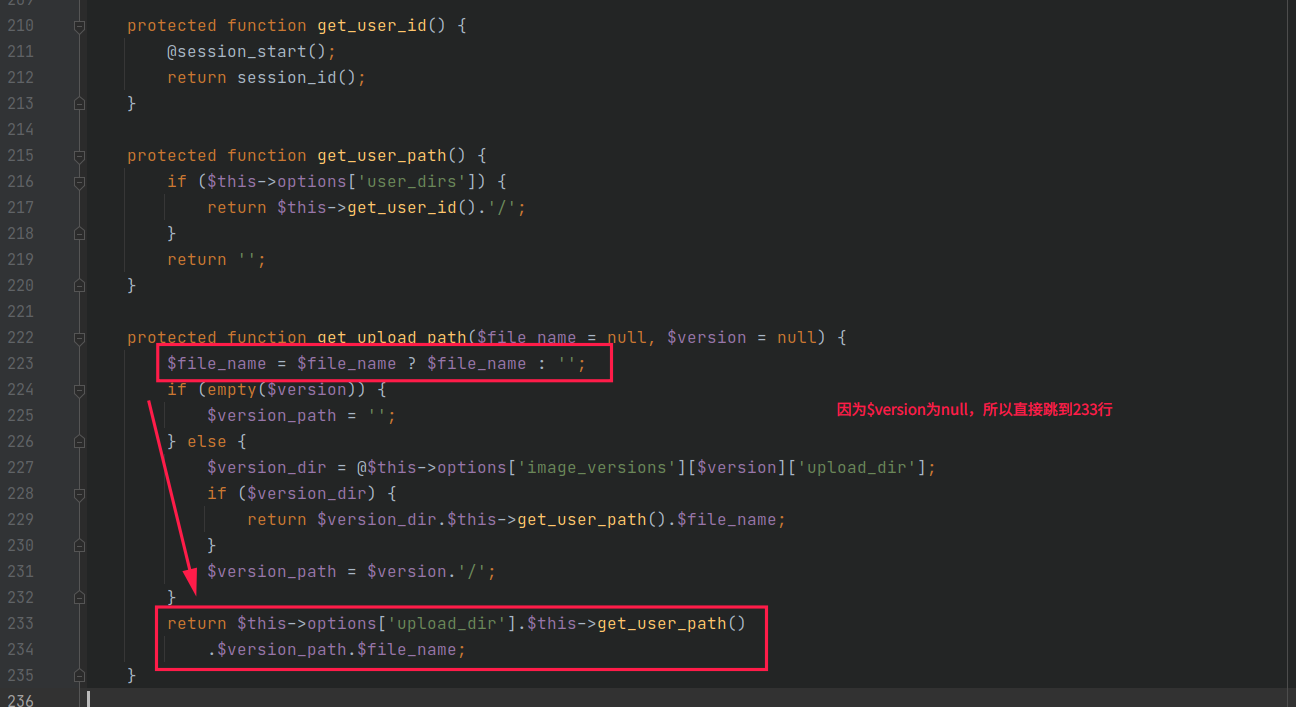 209
210 protected function get_user_id() {
211 @session_start();
212 return session_id();
213 }
214
215 protected function get_user_path() {
216 if ($this->options['user_dirs']) {
217 return $this->get_user_id().'/';
218 }
219 return '';
220 }
221
222 protected function get_upload_path($file_name = null, $version = null) {
223 $file_name = $file_name ? $file_name : '';
224 if (empty($version)) {
225 $version_path = '';
因为$version为null，所以直接跳到233行
226 } else {
227 $version_dir = @$this->options['image_versions'][$version]['upload_dir'];
228 if ($version_dir) {
229 return $version_dir.$this->get_user_path().$file_name;
230 }
231 $version_path = $version.'/';
232 }
233 return $this->options['upload_dir'].$this->get_user_path()
234 .$version_path.$file_name;
235 }
236